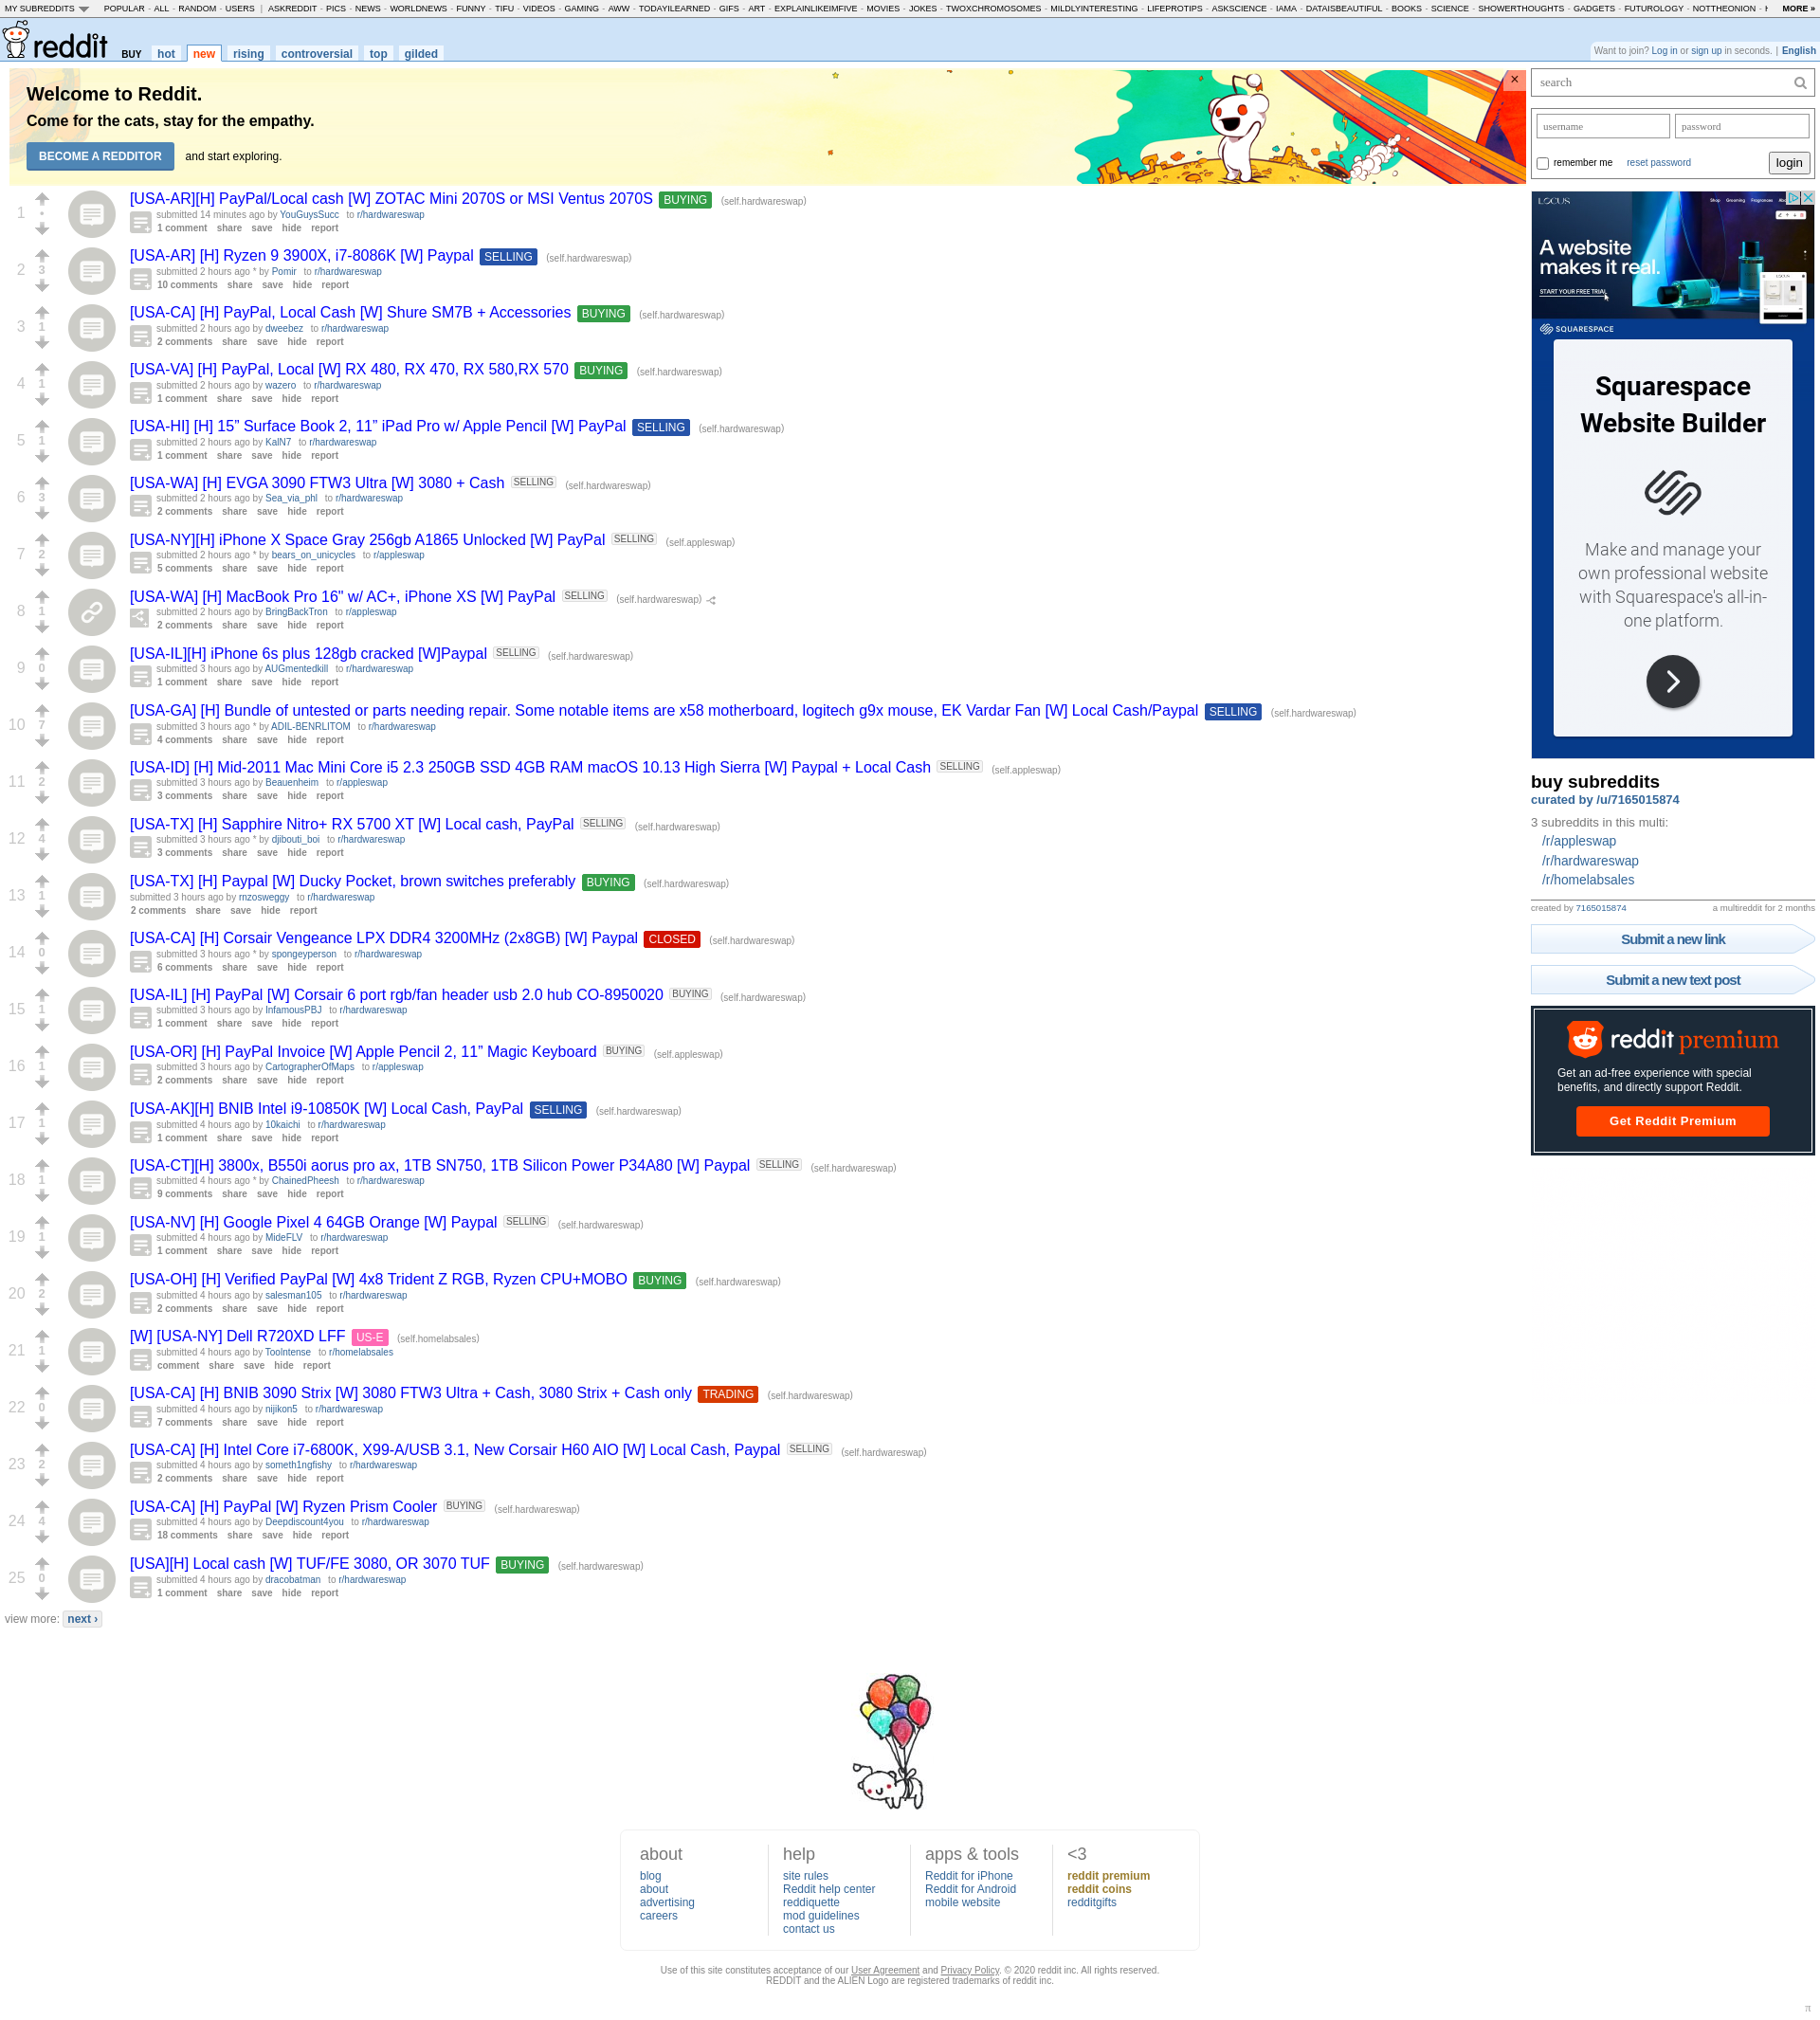 MY SUBREDDITS POPULAR - ALL - RANDOM - USERS | ASKREDDIT - PICS - NEWS - WORLDNEWS - FUNNY - TIFU - VIDEOS - GAMING - AWW - TODAYILEARNED - GIFS - ART - EXPLAINLIKEIMFIVE - MOVIES - JOKES - TWOXCHROMOSOMES - MILDLYINTERESTING - LIFEPROTIPS - ASKSCIENCE - IAMA - DATAISBEAUTIFUL - BOOKS - SCIENCE - SHOWERTHOUGHTS - GADGETS - FUTUROLOGY - NOTTHEONION - MORE »
reddit BUY hot new rising controversial top gilded
Want to join? Log in or sign up in seconds. | English
Welcome to Reddit.
Come for the cats, stay for the empathy.
BECOME A REDDITOR and start exploring.
×
1
•
[USA-AR][H] PayPal/Local cash [W] ZOTAC Mini 2070S or MSI Ventus 2070S BUYING (self.hardwareswap)
submitted 14 minutes ago by YouGuysSucc to r/hardwareswap
1 comment share save hide report
2
3
[USA-AR] [H] Ryzen 9 3900X, i7-8086K [W] Paypal SELLING (self.hardwareswap)
submitted 2 hours ago * by Pomir to r/hardwareswap
10 comments share save hide report
3
1
[USA-CA] [H] PayPal, Local Cash [W] Shure SM7B + Accessories BUYING (self.hardwareswap)
submitted 2 hours ago by dweebez to r/hardwareswap
2 comments share save hide report
4
1
[USA-VA] [H] PayPal, Local [W] RX 480, RX 470, RX 580,RX 570 BUYING (self.hardwareswap)
submitted 2 hours ago by wazero to r/hardwareswap
1 comment share save hide report
5
1
[USA-HI] [H] 15” Surface Book 2, 11” iPad Pro w/ Apple Pencil [W] PayPal SELLING (self.hardwareswap)
submitted 2 hours ago by KalN7 to r/hardwareswap
1 comment share save hide report
6
3
[USA-WA] [H] EVGA 3090 FTW3 Ultra [W] 3080 + Cash SELLING (self.hardwareswap)
submitted 2 hours ago by Sea_via_phl to r/hardwareswap
2 comments share save hide report
7
2
[USA-NY][H] iPhone X Space Gray 256gb A1865 Unlocked [W] PayPal SELLING (self.appleswap)
submitted 2 hours ago * by bears_on_unicycles to r/appleswap
5 comments share save hide report
8
1
[USA-WA] [H] MacBook Pro 16" w/ AC+, iPhone XS [W] PayPal SELLING (self.hardwareswap)
submitted 2 hours ago by BringBackTron to r/appleswap
2 comments share save hide report
9
0
[USA-IL][H] iPhone 6s plus 128gb cracked [W]Paypal SELLING (self.hardwareswap)
submitted 3 hours ago by AUGmentedkill to r/hardwareswap
1 comment share save hide report
10
7
[USA-GA] [H] Bundle of untested or parts needing repair. Some notable items are x58 motherboard, logitech g9x mouse, EK Vardar Fan [W] Local Cash/Paypal SELLING (self.hardwareswap)
submitted 3 hours ago * by ADIL-BENRLITOM to r/hardwareswap
4 comments share save hide report
11
2
[USA-ID] [H] Mid-2011 Mac Mini Core i5 2.3 250GB SSD 4GB RAM macOS 10.13 High Sierra [W] Paypal + Local Cash SELLING (self.appleswap)
submitted 3 hours ago by Beauenheim to r/appleswap
3 comments share save hide report
12
4
[USA-TX] [H] Sapphire Nitro+ RX 5700 XT [W] Local cash, PayPal SELLING (self.hardwareswap)
submitted 3 hours ago * by djibouti_boi to r/hardwareswap
3 comments share save hide report
13
1
[USA-TX] [H] Paypal [W] Ducky Pocket, brown switches preferably BUYING (self.hardwareswap)
submitted 3 hours ago by rnzosweggy to r/hardwareswap
2 comments share save hide report
14
0
[USA-CA] [H] Corsair Vengeance LPX DDR4 3200MHz (2x8GB) [W] Paypal CLOSED (self.hardwareswap)
submitted 3 hours ago * by spongeyperson to r/hardwareswap
6 comments share save hide report
15
1
[USA-IL] [H] PayPal [W] Corsair 6 port rgb/fan header usb 2.0 hub CO-8950020 BUYING (self.hardwareswap)
submitted 3 hours ago by InfamousPBJ to r/hardwareswap
1 comment share save hide report
16
1
[USA-OR] [H] PayPal Invoice [W] Apple Pencil 2, 11” Magic Keyboard BUYING (self.appleswap)
submitted 3 hours ago by CartographerOfMaps to r/appleswap
2 comments share save hide report
17
1
[USA-AK][H] BNIB Intel i9-10850K [W] Local Cash, PayPal SELLING (self.hardwareswap)
submitted 4 hours ago by 10kaichi to r/hardwareswap
1 comment share save hide report
18
1
[USA-CT][H] 3800x, B550i aorus pro ax, 1TB SN750, 1TB Silicon Power P34A80 [W] Paypal SELLING (self.hardwareswap)
submitted 4 hours ago * by ChainedPheesh to r/hardwareswap
9 comments share save hide report
19
1
[USA-NV] [H] Google Pixel 4 64GB Orange [W] Paypal SELLING (self.hardwareswap)
submitted 4 hours ago by MideFLV to r/hardwareswap
1 comment share save hide report
20
2
[USA-OH] [H] Verified PayPal [W] 4x8 Trident Z RGB, Ryzen CPU+MOBO BUYING (self.hardwareswap)
submitted 4 hours ago by salesman105 to r/hardwareswap
2 comments share save hide report
21
1
[W] [USA-NY] Dell R720XD LFF US-E (self.homelabsales)
submitted 4 hours ago by Toolntense to r/homelabsales
comment share save hide report
22
0
[USA-CA] [H] BNIB 3090 Strix [W] 3080 FTW3 Ultra + Cash, 3080 Strix + Cash only TRADING (self.hardwareswap)
submitted 4 hours ago by nijikon5 to r/hardwareswap
7 comments share save hide report
23
2
[USA-CA] [H] Intel Core i7-6800K, X99-A/USB 3.1, New Corsair H60 AIO [W] Local Cash, Paypal SELLING (self.hardwareswap)
submitted 4 hours ago by someth1ngfishy to r/hardwareswap
2 comments share save hide report
24
4
[USA-CA] [H] PayPal [W] Ryzen Prism Cooler BUYING (self.hardwareswap)
submitted 4 hours ago by Deepdiscount4you to r/hardwareswap
18 comments share save hide report
25
0
[USA][H] Local cash [W] TUF/FE 3080, OR 3070 TUF BUYING (self.hardwareswap)
submitted 4 hours ago by dracobatman to r/hardwareswap
1 comment share save hide report
view more: next ›
search
username password
remember me reset password login
LOCUS
A website
makes it real.
START YOUR FREE TRIAL
SQUARESPACE
Squarespace
Website Builder
Make and manage your
own professional website
with Squarespace's all-in-
one platform.
buy subreddits
curated by /u/7165015874
3 subreddits in this multi:
/r/appleswap
/r/hardwareswap
/r/homelabsales
created by 7165015874 a multireddit for 2 months
Submit a new link
Submit a new text post
reddit premium
Get an ad-free experience with special
benefits, and directly support Reddit.
Get Reddit Premium
about
blog
about
advertising
careers
help
site rules
Reddit help center
reddiquette
mod guidelines
contact us
apps & tools
Reddit for iPhone
Reddit for Android
mobile website
<3
reddit premium
reddit coins
redditgifts
Use of this site constitutes acceptance of our User Agreement and Privacy Policy. © 2020 reddit inc. All rights reserved.
REDDIT and the ALIEN Logo are registered trademarks of reddit inc.
π